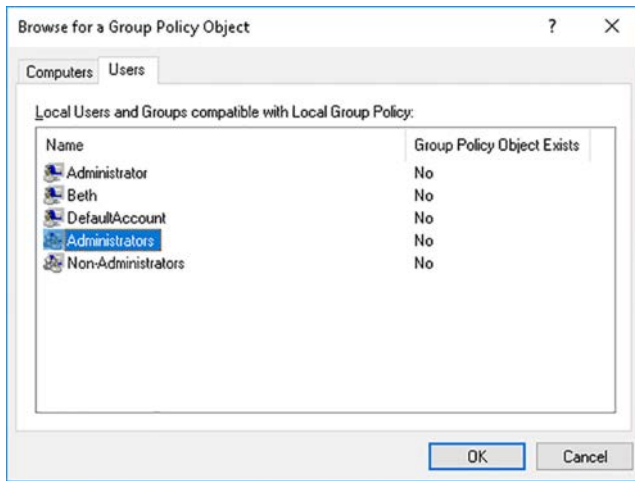 Browse for a Group Policy Object ? ×
Computers Users
Local Users and Groups compatible with Local Group Policy:
Name Group Policy Object Exists
Administrator No
Beth No
DefaultAccount No
Administrators No
Non-Administrators No
OK Cancel